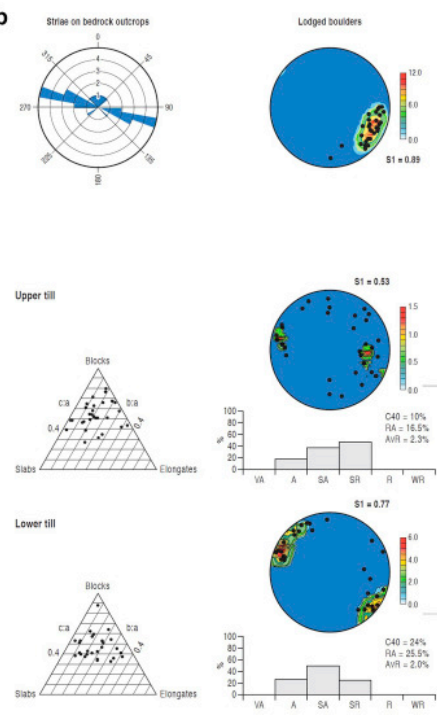 b
Striae on bedrock outcrops
Lodged boulders
0
315
45
4
3
2
1
270
90
225
135
180
12.0
6.0
0.0
S1 = 0.89
Upper till
S1 = 0.53
1.5
1.0
0.5
0.0
Blocks
c:a
b:a
0.4
0.4
Slabs
Elongates
100
80
60
40
20
0
%
C40 = 10%
RA = 16.5%
AVR = 2.3%
VA
A
SA
SR
R
WR
Lower till
S1 = 0.77
6.0
4.0
2.0
0.0
Blocks
c:a
b:a
0.4
0.4
Slabs
Elongates
100
80
60
40
20
0
%
C40 = 24%
RA = 25.5%
AVR = 2.0%
VA
A
SA
SR
R
WR